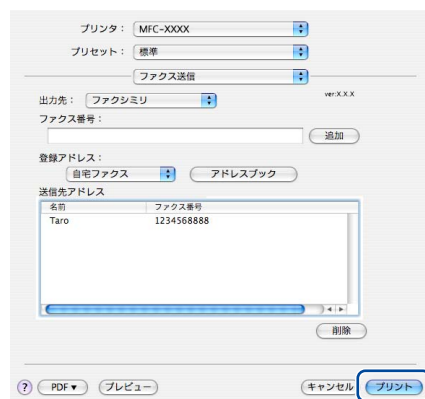 プリンタ： MFC-XXXX
プリセット： 標準
ファクス送信
出力先： ファクシミリ ver:X.X.X
ファクス番号：
追加
登録アドレス：
自宅ファクス アドレスブック
送信先アドレス
名前 ファクス番号
Taro 1234568888
削除
? PDF▼ プレビュー キャンセル プリント